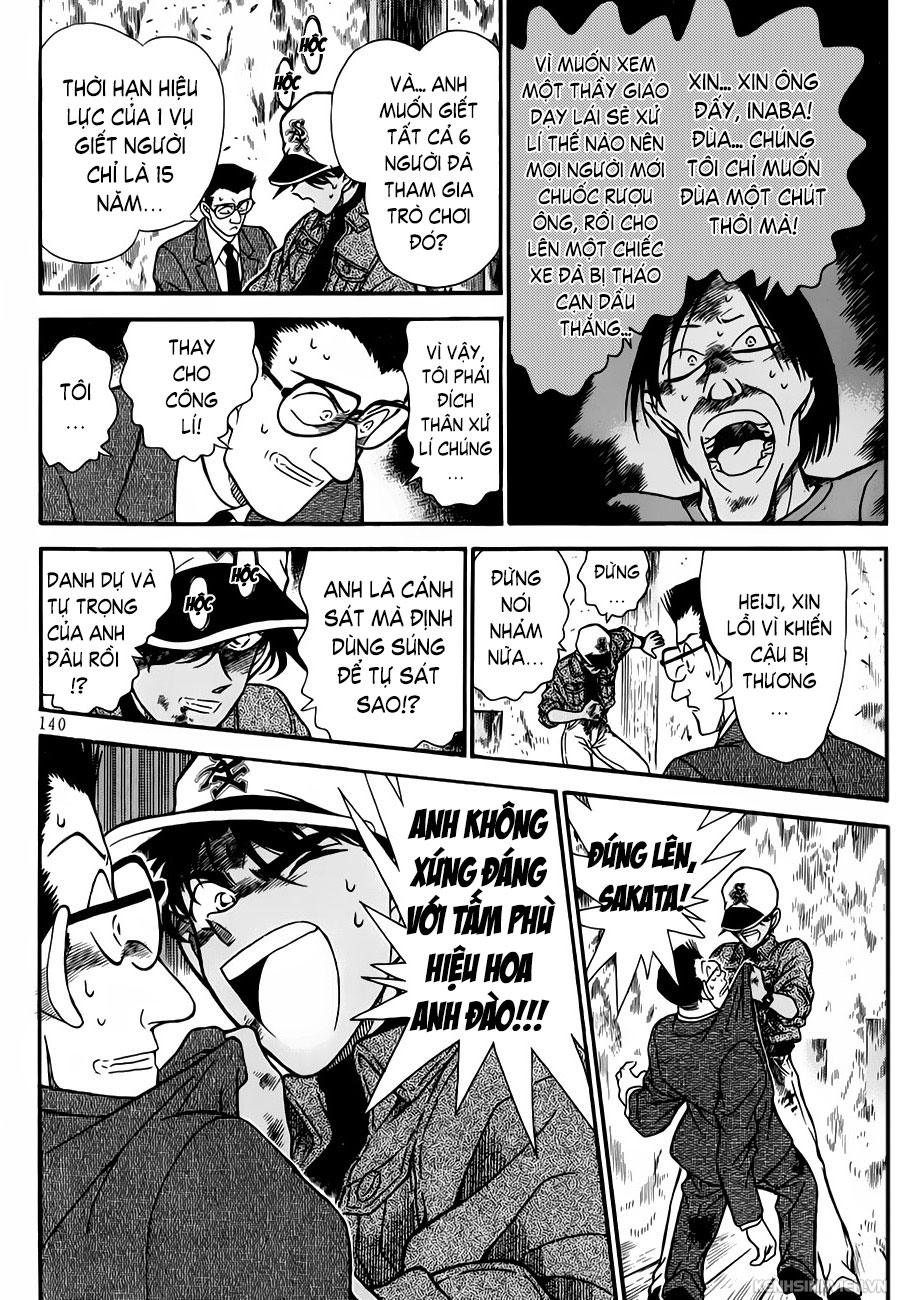 XIN... XIN ÔNG
ĐẤY, INABA!
ĐÙA... CHÚNG
TÔI CHỈ MUỐN
ĐÙA MỘT CHÚT
THÔI MÀ!
VÌ MUỐN XEM
MỘT THẦY GIÁO
DẠY LÁI SẼ XỬ
LÍ THẾ NÀO NÊN
MỌI NGƯỜI MỚI
CHUỐC RƯỢU
ÔNG, RỒI CHO
LÊN MỘT CHIẾC
XE ĐÃ BỊ THÁO
CẠN DẦU
THẮNG...
HỘC
HỘC
VÀ... ANH
MUỐN GIẾT
TẤT CẢ 6
NGƯỜI ĐÃ
THAM GIA
TRÒ CHƠI
ĐÓ?
THỜI HẠN HIỆU
LỰC CỦA 1 VỤ
GIẾT NGƯỜI
CHỈ LÀ 15
NĂM...
VÌ VẬY,
TÔI PHẢI
ĐÍCH
THÂN XỬ
LÍ CHÚNG
...
THAY
CHO
CÔNG
LÍ!
TÔI
...
HEIJI, XIN
LỖI VÌ KHIẾN
CẬU BỊ
THƯƠNG
...
ĐỪNG
...
ĐỪNG
NÓI
NHẢM
NỮA...
ANH LÀ CẢNH
SÁT MÀ ĐỊNH
DÙNG SÚNG
ĐỂ TỰ SÁT
SAO!?
HỘC
HỘC
DANH DỰ VÀ
TỰ TRỌNG
CỦA ANH
ĐÂU RỒI
!?
140
ĐỨNG LÊN,
SAKATA!
ANH KHÔNG
XỨNG ĐÁNG
VỚI TẤM PHÙ
HIỆU HOA
ANH ĐÀO!!!